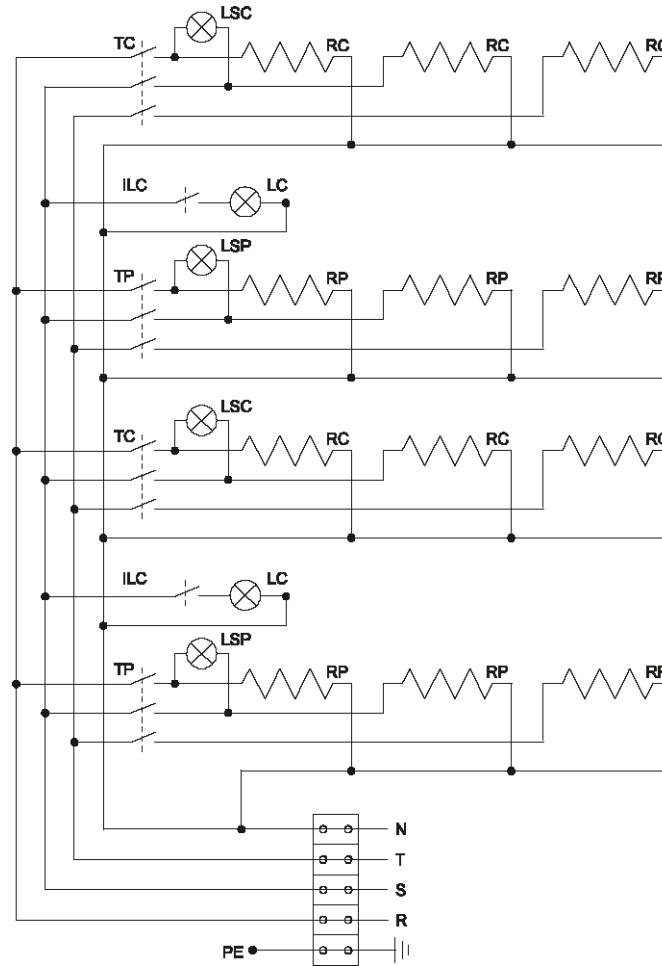 LSC
TC RC RC RC
ILC LC
LSP
TP RP RP RP
LSC
TC RC RC RC
ILC LC
LSP
TP RP RP RP
N
T
S
R
PE